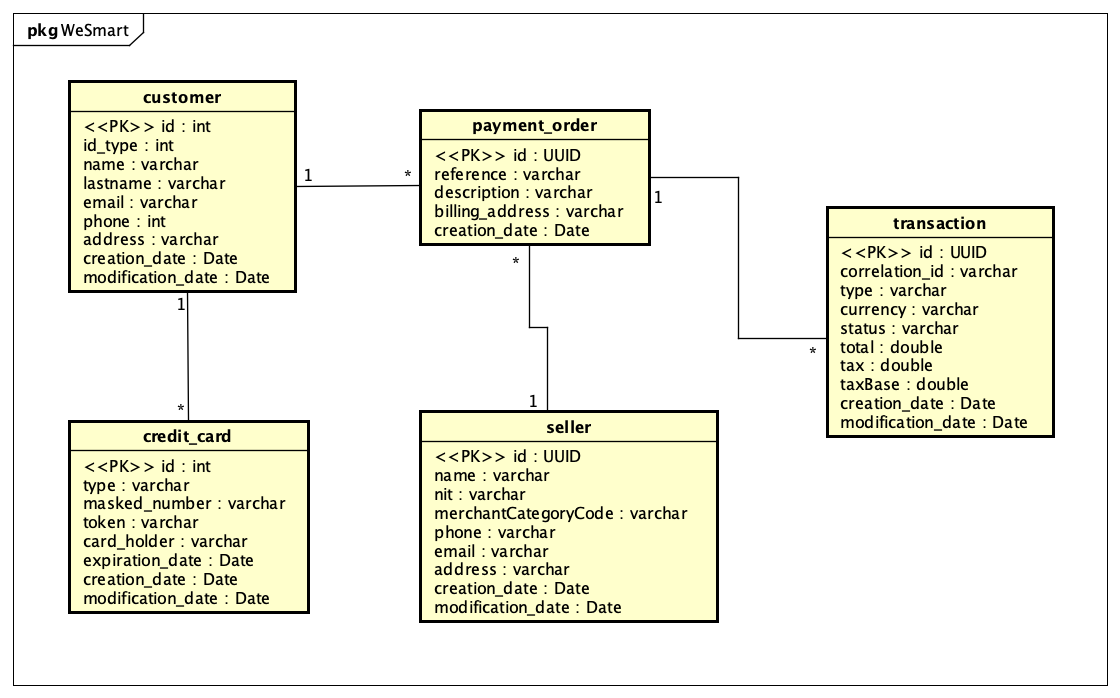 pkg WeSmart
customer
<<PK>> id : int
id_type : int
name : varchar
lastname : varchar
email : varchar
phone : int
address : varchar
creation_date : Date
modification_date : Date
1
*
payment_order
<<PK>> id : UUID
reference : varchar
description : varchar
billing_address : varchar
creation_date : Date
1
*
transaction
<<PK>> id : UUID
correlation_id : varchar
type : varchar
currency : varchar
status : varchar
total : double
tax : double
taxBase : double
creation_date : Date
modification_date : Date
1
*
credit_card
<<PK>> id : int
type : varchar
masked_number : varchar
token : varchar
card_holder : varchar
expiration_date : Date
creation_date : Date
modification_date : Date
*
1
seller
<<PK>> id : UUID
name : varchar
nit : varchar
merchantCategoryCode : varchar
phone : varchar
email : varchar
address : varchar
creation_date : Date
modification_date : Date